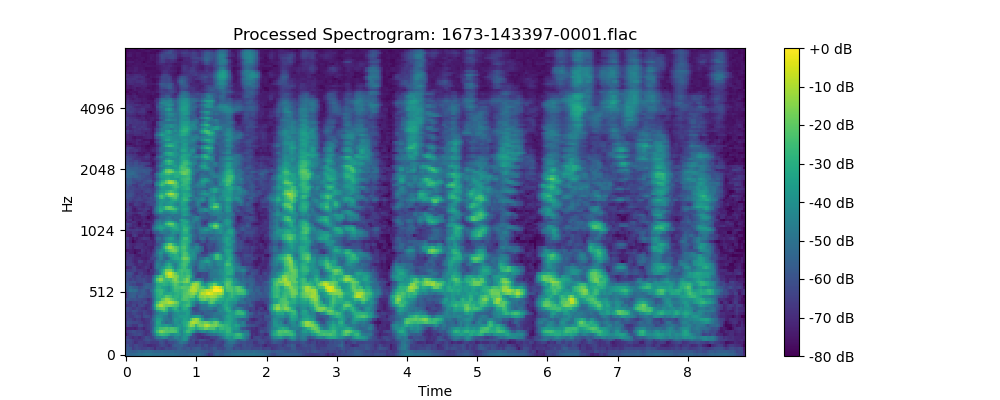 Processed Spectrogram: 1673-143397-0001.flac
Hz
4096
2048
1024
512
0
0 1 2 3 4 5 6 7 8
Time
+0 dB
-10 dB
-20 dB
-30 dB
-40 dB
-50 dB
-60 dB
-70 dB
-80 dB